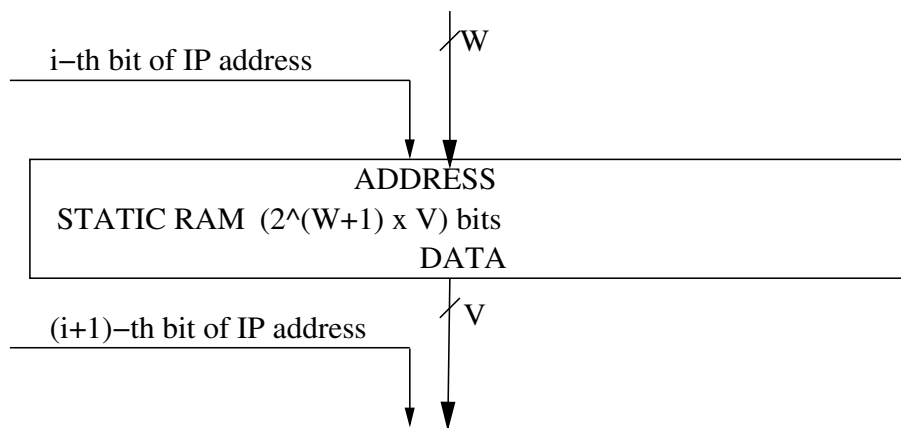 W
i−th bit of IP address
ADDRESS
STATIC RAM (2^(W+1) x V) bits
DATA
V
(i+1)−th bit of IP address